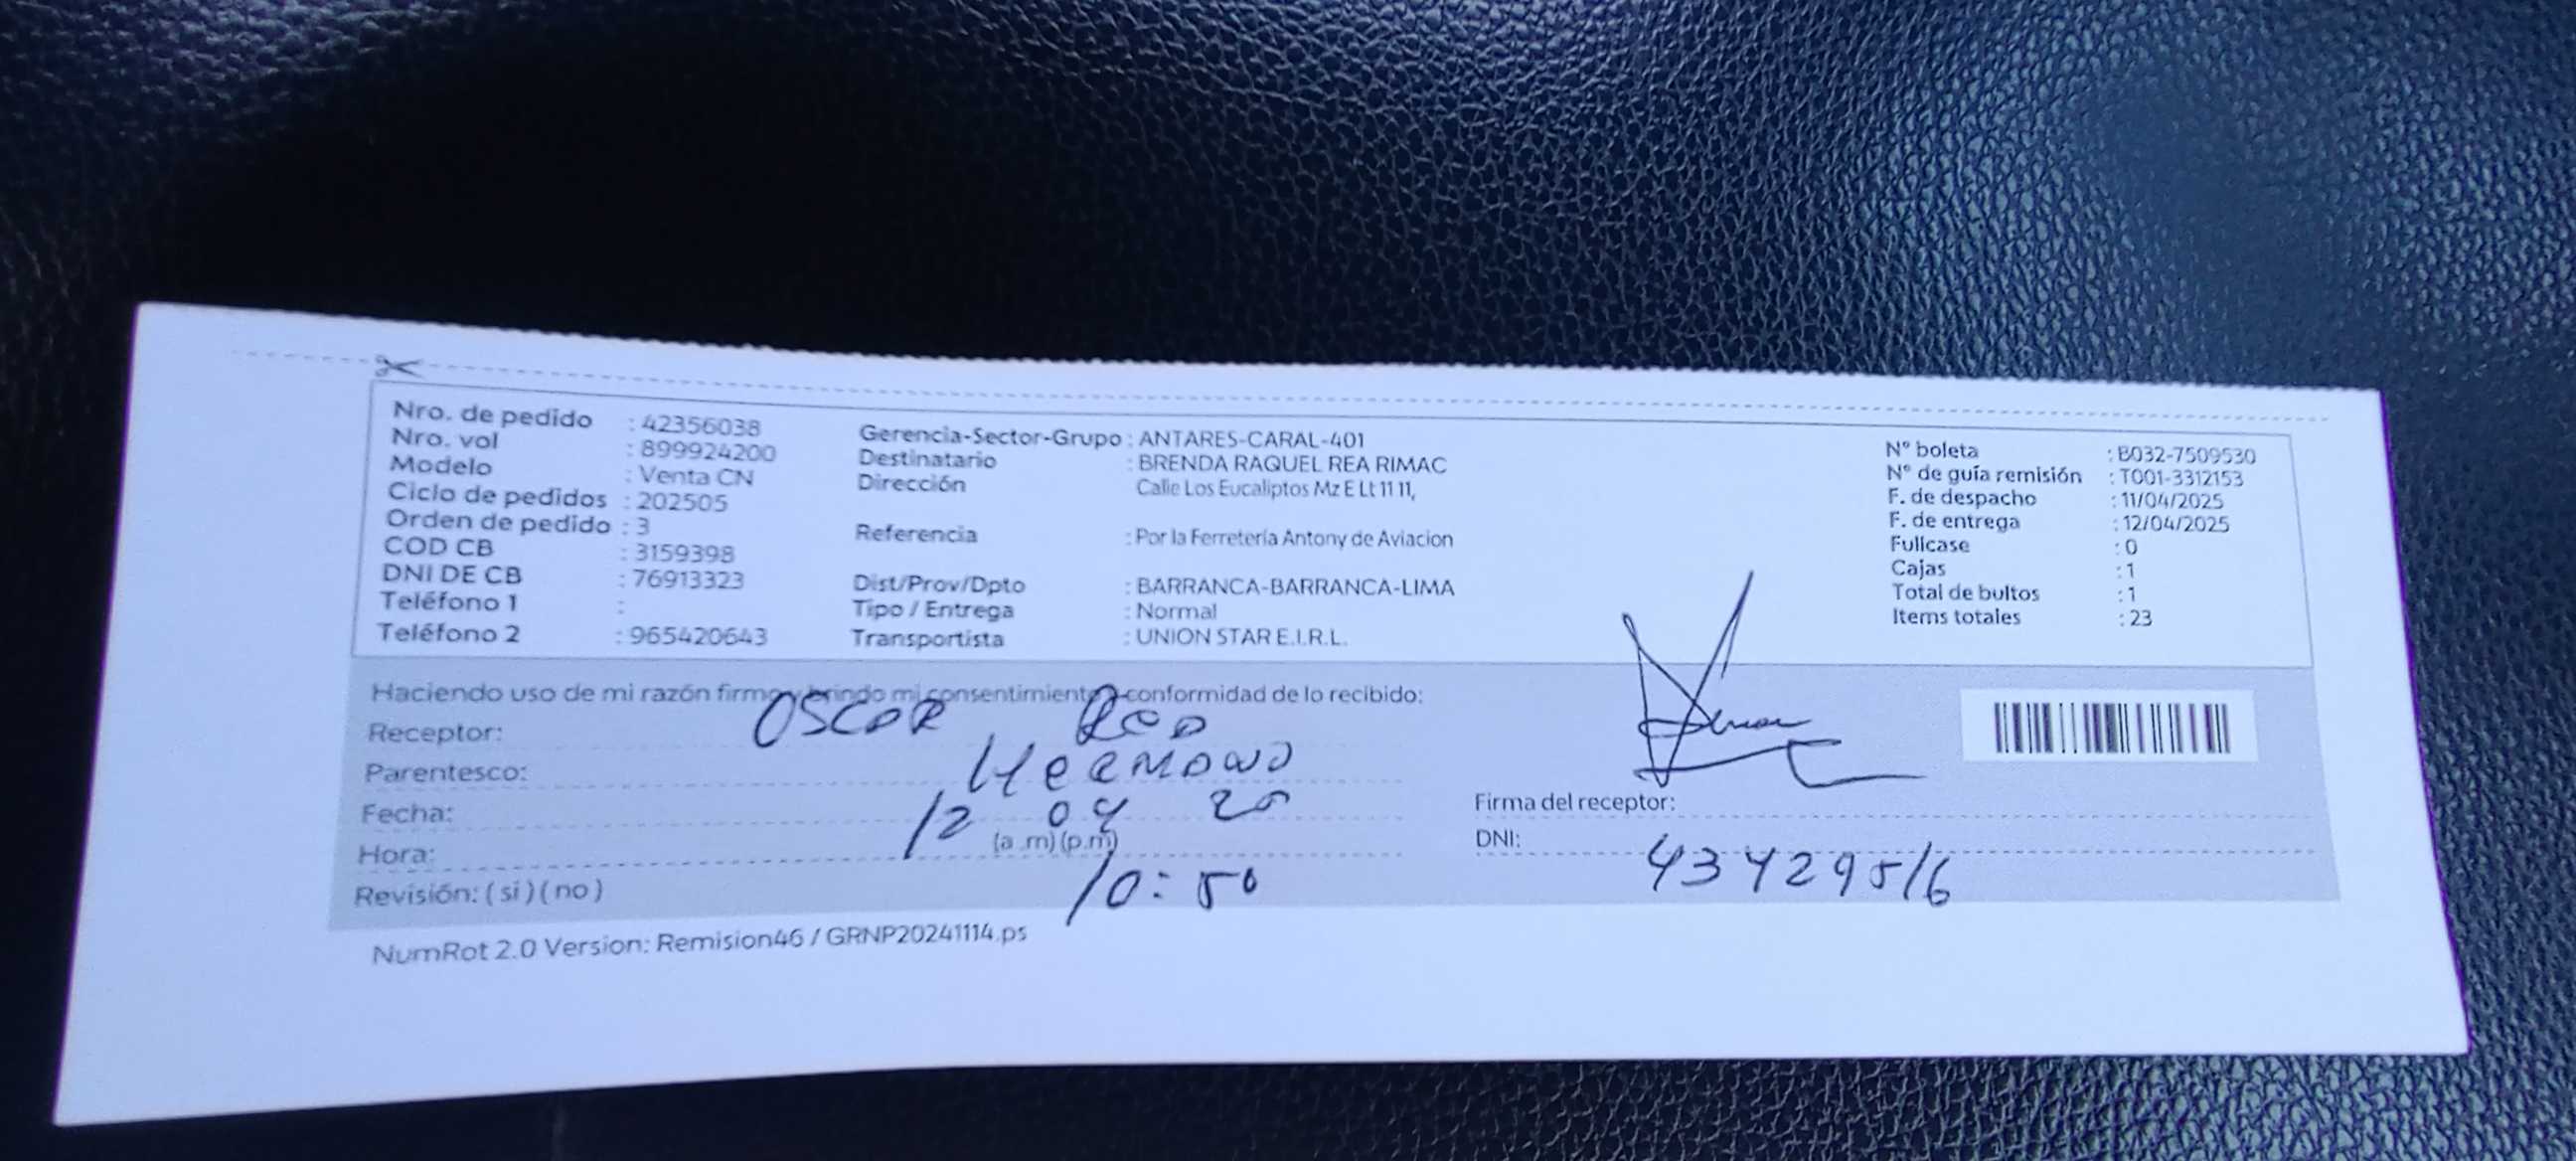 Nro. de pedido : 42356038
Nro. vol : 899924200
Modelo : Venta CN
Ciclo de pedidos : 202505
Orden de pedido : 3
COD CB : 3159398
DNI DE CB : 76913323
Teléfono 1 :
Teléfono 2 : 965420643
Gerencia-Sector-Grupo : ANTARES-CARAL-401
Destinatario : BRENDA RAQUEL REA RIMAC
Dirección Calle Los Eucaliptos Mz E Lt 11 11,
Referencia : Por la Ferretería Antony de Aviacion
Dist/Prov/Dpto : BARRANCA-BARRANCA-LIMA
Tipo / Entrega : Normal
Transportista : UNION STAR E.I.R.L.
Nº boleta : B032-7509530
Nº de guía remisión : T001-3312153
F. de despacho : 11/04/2025
F. de entrega : 12/04/2025
Fullcase : 0
Cajas : 1
Total de bultos : 1
Items totales : 23
Haciendo uso de mi razón firmo y brindo mi consentimiento y conformidad de lo recibido:
Receptor: OSCAR
Parentesco: HERMANO
Fecha: 12 04 25
Hora: (a .m) (p.m) 10:50
Revisión: ( si ) ( no )
Firma del receptor:
DNI: 43429516
NumRot 2.0 Version: Remision46 / GRNP20241114.ps